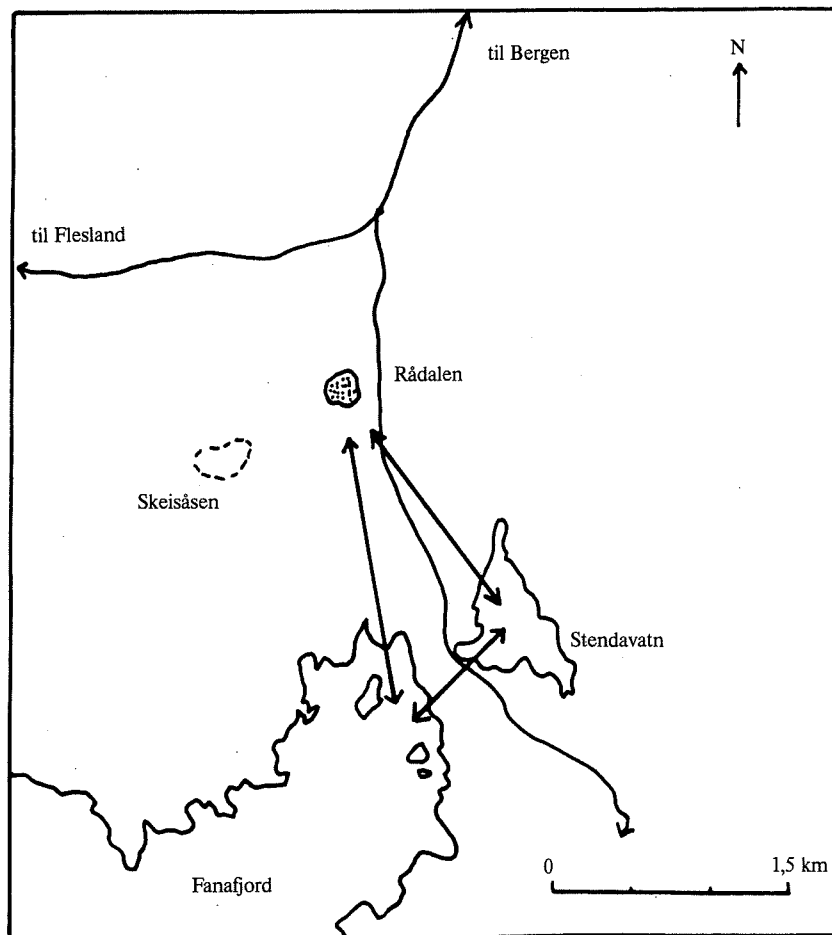 til Bergen
N
til Flesland
Rådalen
Skeisåsen
Stendavatn
Fanafjord
0 1,5 km